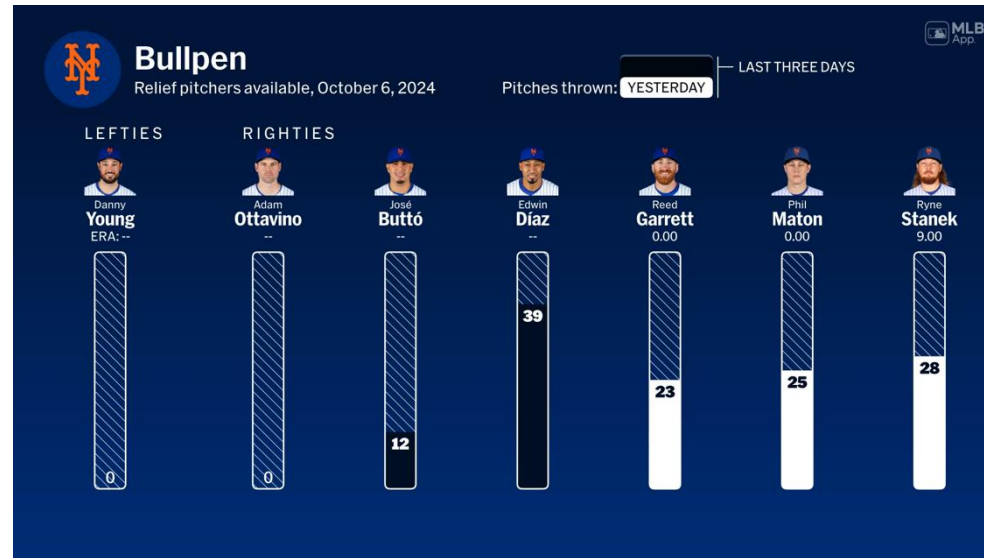 MLB
App.
Bullpen
Relief pitchers available, October 6, 2024
Pitches thrown: YESTERDAY
LAST THREE DAYS
LEFTIES RIGHTIES
Danny
Young
ERA: --
Adam
Ottavino
--
José
Buttó
--
Edwin
Díaz
--
Reed
Garrett
0.00
Phil
Maton
0.00
Ryne
Stanek
9.00
0
0
12
39
23
25
28